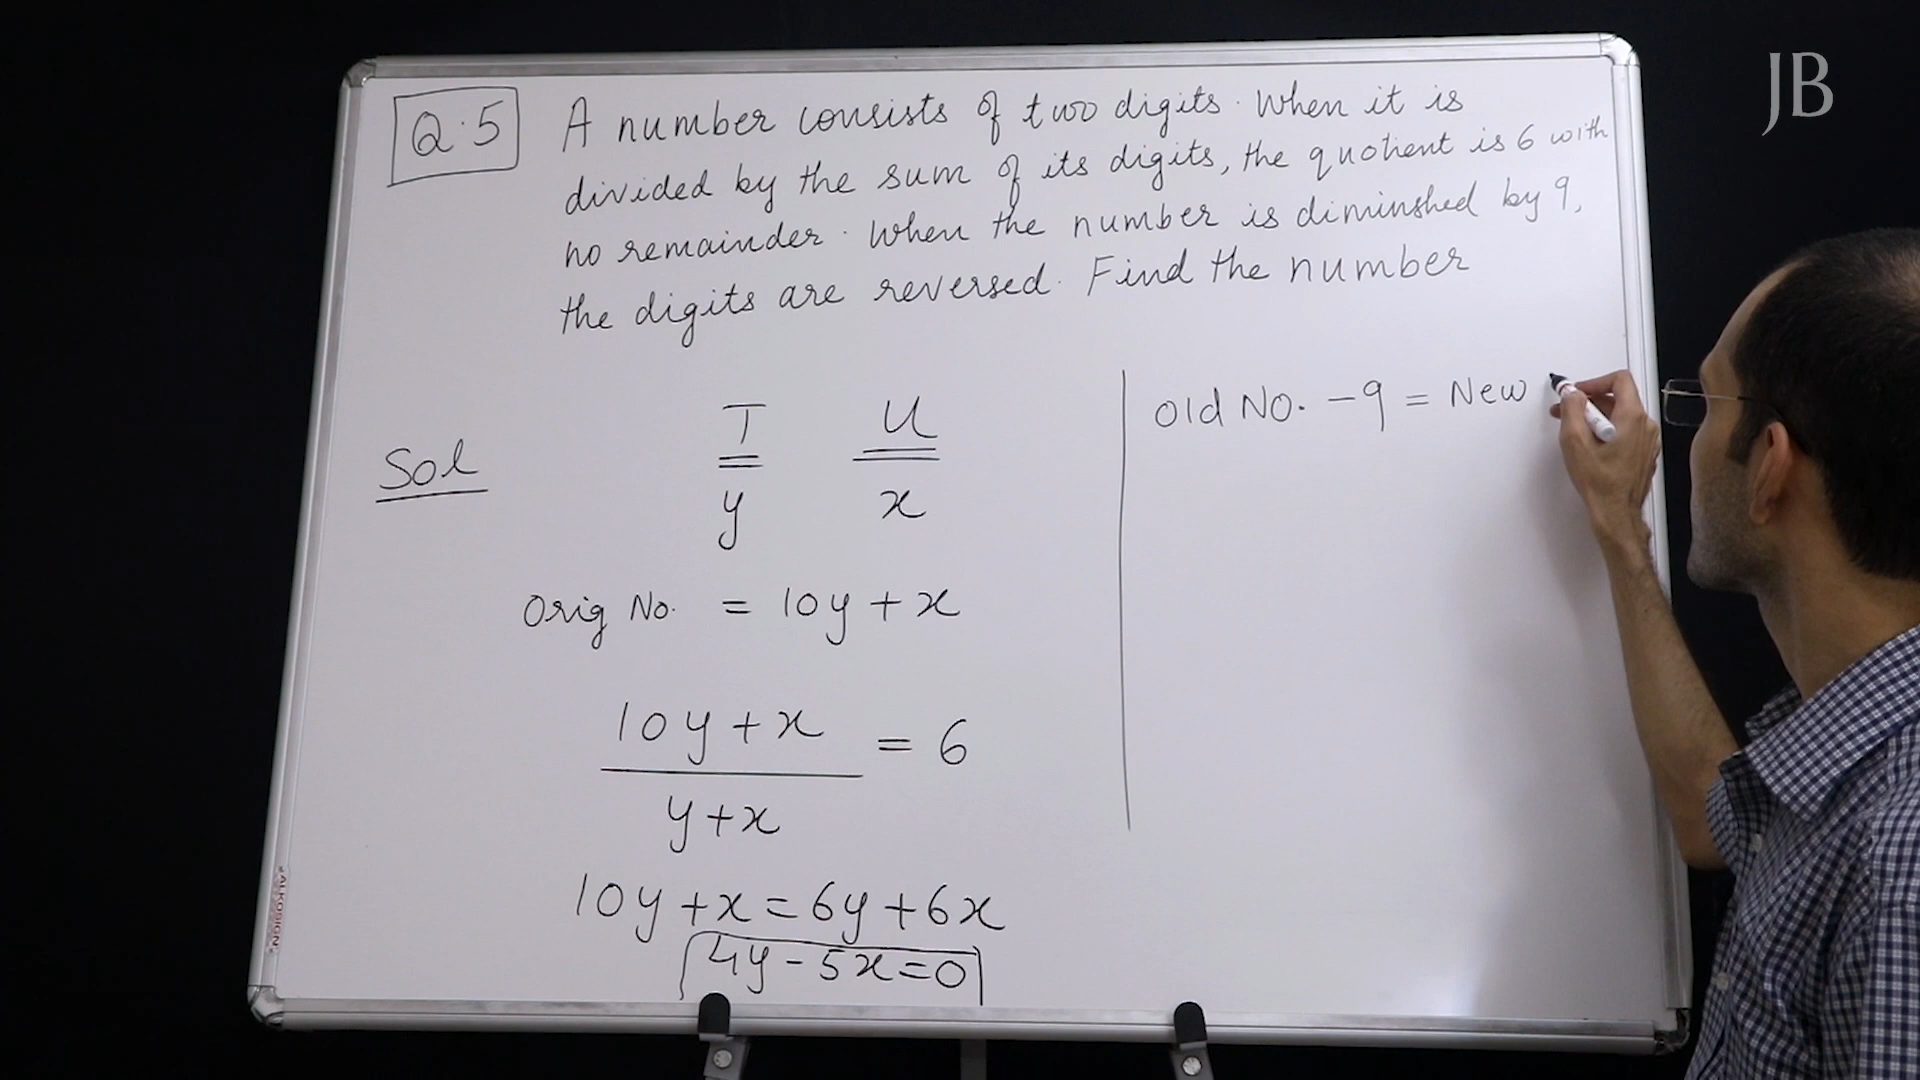 JB
Q.5 A number consists of two digits. When it is
divided by the sum of its digits, the quotient is 6 with
no remainder. When the number is diminshed by 9,
the digits are reversed. Find the number
Sol
T U
y x
Orig No. = 10y + x
10y + x
= 6
y + x
10y + x = 6y + 6x
4y - 5x = 0
Old No. - 9 = New
ALKOSIGN